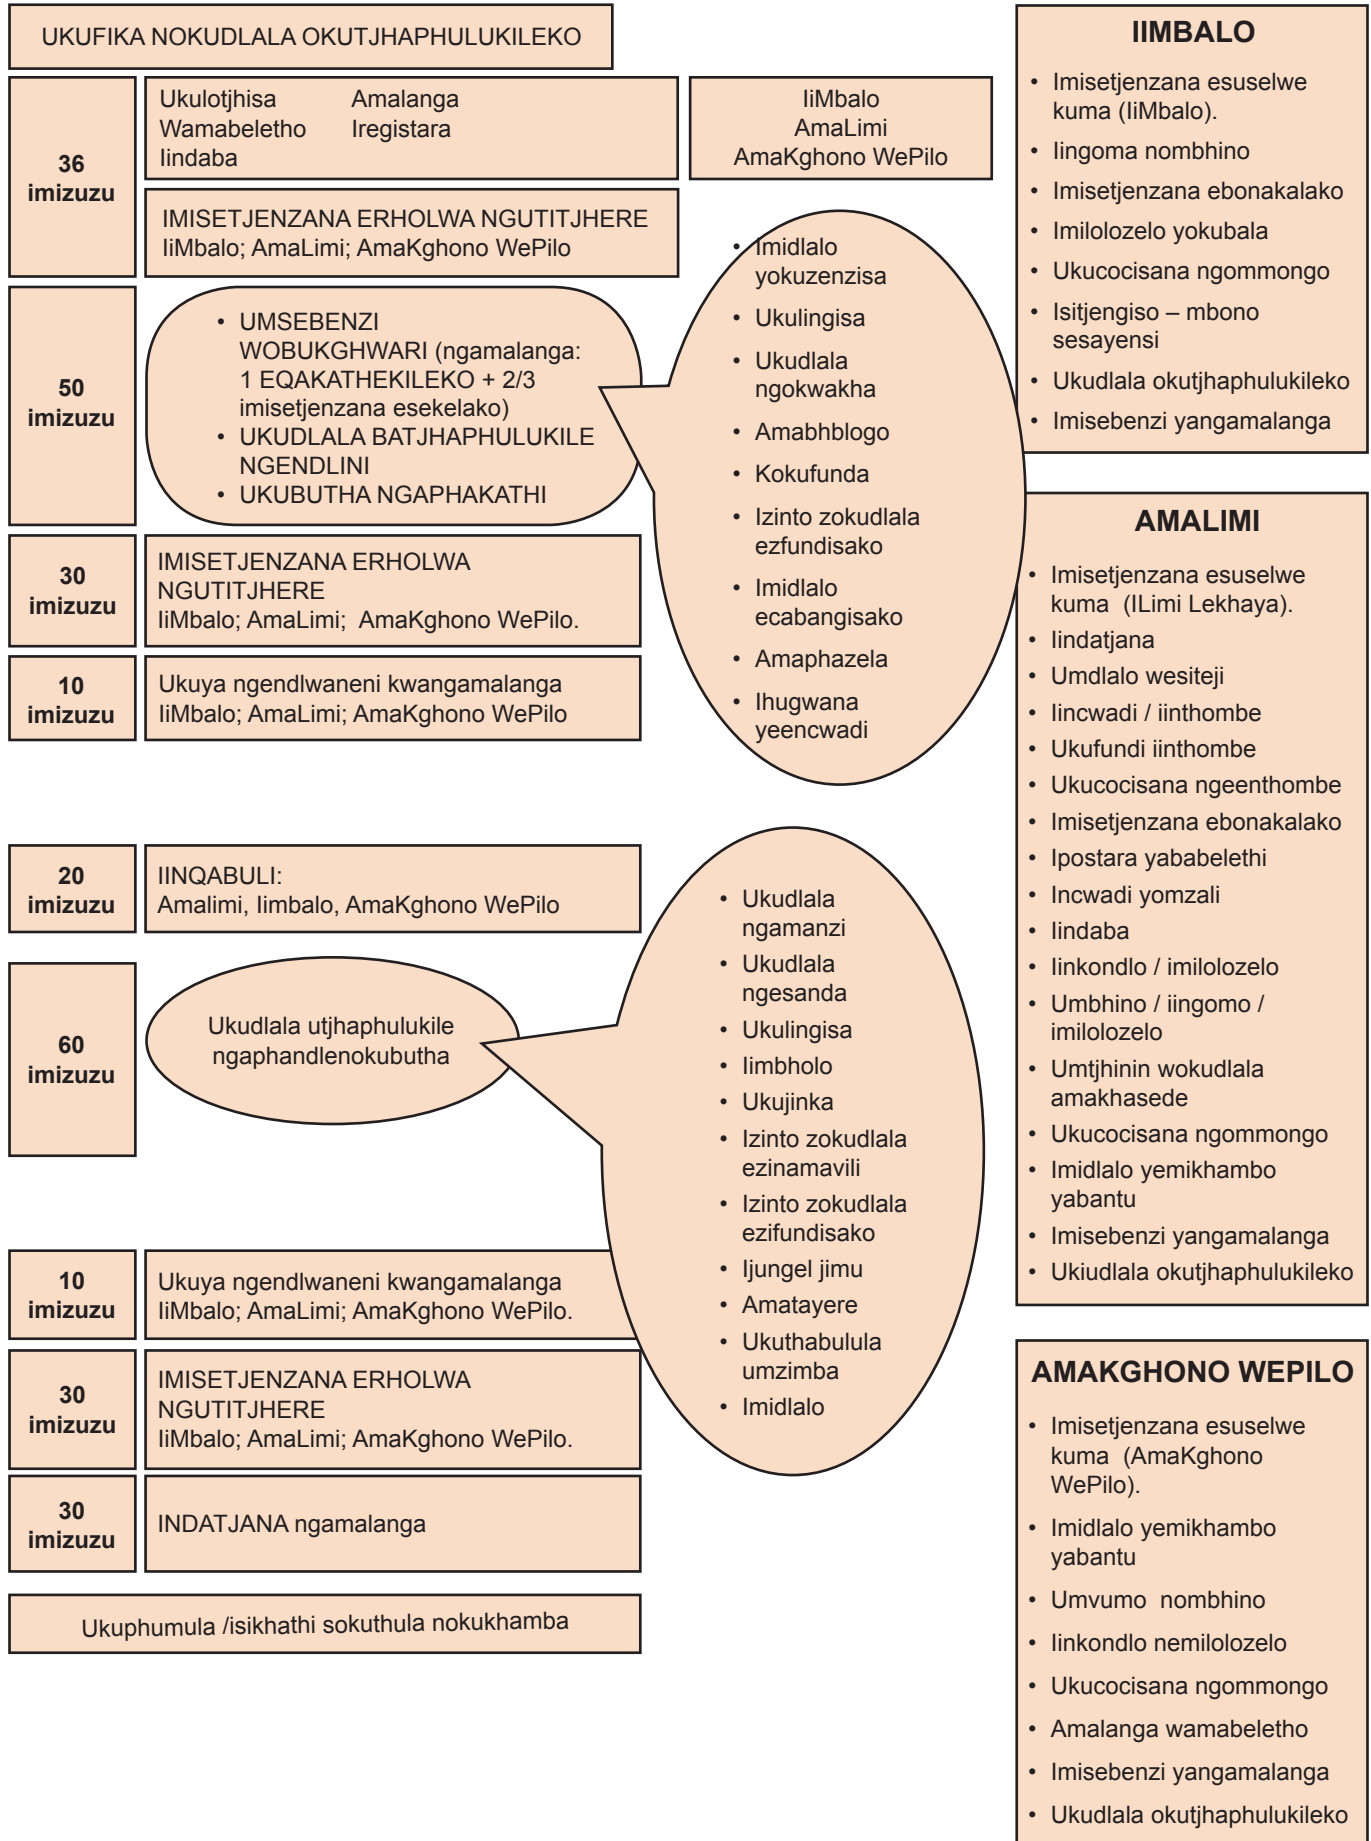 UKUFIKA NOKUDLALA OKUTJHAPHULUKILEKO
36
imizuzu
Ukulotjhisa Amalanga
Wamabeletho Iregistara
Iindaba
IiMbalo
AmaLimi
AmaKghono WePilo
IMISETJENZANA ERHOLWA NGUTITJHERE
IiMbalo; AmaLimi; AmaKghono WePilo
50
imizuzu
• UMSEBENZI
WOBUKGHWARI (ngamalanga:
1 EQAKATHEKILEKO + 2/3
imisetjenzana esekelako)
• UKUDLALA BATJHAPHULUKILE
NGENDLINI
• UKUBUTHA NGAPHAKATHI
• Imidlalo
yokuzenzisa
• Ukulingisa
• Ukudlala
ngokwakha
• Amabhblogo
• Kokufunda
• Izinto zokudlala
ezfundisako
• Imidlalo
ecabangisako
• Amaphazela
• Ihugwana
yeencwadi
30
imizuzu
IMISETJENZANA ERHOLWA
NGUTITJHERE
IiMbalo; AmaLimi; AmaKghono WePilo.
10
imizuzu
Ukuya ngendlwaneni kwangamalanga
IiMbalo; AmaLimi; AmaKghono WePilo
20
imizuzu
IINQABULI:
Amalimi, Iimbalo, AmaKghono WePilo
60
imizuzu
Ukudlala utjhaphulukile
ngaphandlenokubutha
• Ukudlala
ngamanzi
• Ukudlala
ngesanda
• Ukulingisa
• Iimbholo
• Ukujinka
• Izinto zokudlala
ezinamavili
• Izinto zokudlala
ezifundisako
• Ijungel jimu
• Amatayere
• Ukuthabulula
umzimba
• Imidlalo
10
imizuzu
Ukuya ngendlwaneni kwangamalanga
IiMbalo; AmaLimi; AmaKghono WePilo.
30
imizuzu
IMISETJENZANA ERHOLWA
NGUTITJHERE
IiMbalo; AmaLimi; AmaKghono WePilo.
30
imizuzu
INDATJANA ngamalanga
Ukuphumula /isikhathi sokuthula nokukhamba
IIMBALO
• Imisetjenzana esuselwe
kuma (IiMbalo).
• Iingoma nombhino
• Imisetjenzana ebonakalako
• Imilolozelo yokubala
• Ukucocisana ngommongo
• Isitjengiso – mbono
sesayensi
• Ukudlala okutjhaphulukileko
• Imisebenzi yangamalanga
AMALIMI
• Imisetjenzana esuselwe
kuma (ILimi Lekhaya).
• Iindatjana
• Umdlalo wesiteji
• Iincwadi / iinthombe
• Ukufundi iinthombe
• Ukucocisana ngeenthombe
• Imisetjenzana ebonakalako
• Ipostara yababelethi
• Incwadi yomzali
• Iindaba
• Iinkondlo / imilolozelo
• Umbhino / iingomo /
imilolozelo
• Umtjhinin wokudlala
amakhasede
• Ukucocisana ngommongo
• Imidlalo yemikhambo
yabantu
• Imisebenzi yangamalanga
• Ukiudlala okutjhaphulukileko
AMAKGHONO WEPILO
• Imisetjenzana esuselwe
kuma (AmaKghono
WePilo).
• Imidlalo yemikhambo
yabantu
• Umvumo nombhino
• Iinkondlo nemilolozelo
• Ukucocisana ngommongo
• Amalanga wamabeletho
• Imisebenzi yangamalanga
• Ukudlala okutjhaphulukileko